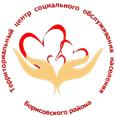 Территориальный центр социального обслуживания населения
Борисовского района